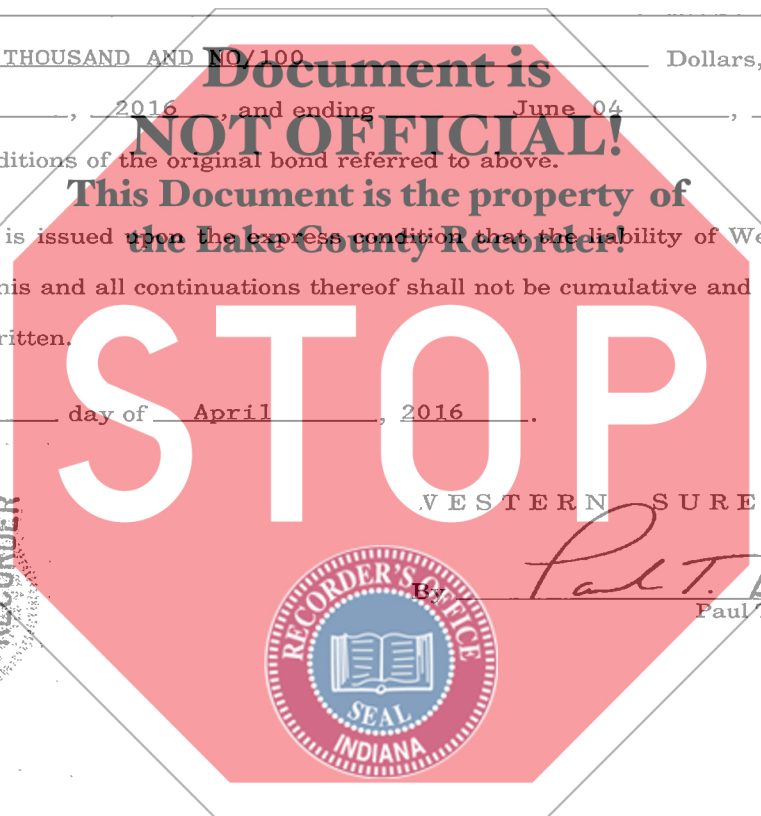 THOUSAND AND NO/100 Dollars,
Document is
, 2016 , and ending June 04 ,
NOT OFFICIAL!
ditions of the original bond referred to above.
This Document is the property of
is issued upon the express condition that the liability of We
the Lake County Recorder!
his and all continuations thereof shall not be cumulative and
ritten.
STOP
day of April , 2016 .
RECORDER
WESTERN SURE
By Paul T.
Paul T
RECORDER'S OFFICE
SEAL
INDIANA